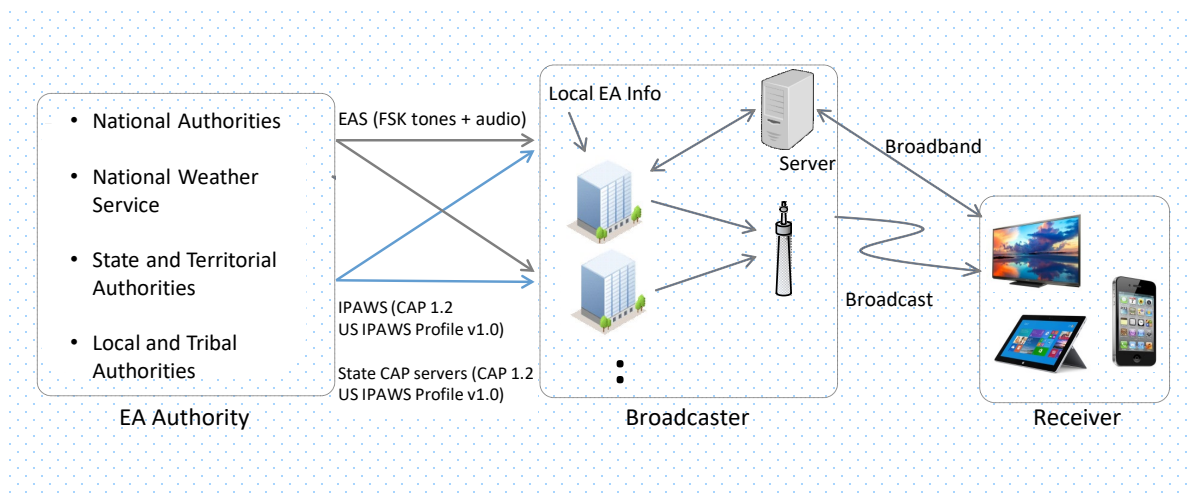 • National Authorities
• National Weather
Service
• State and Territorial
Authorities
• Local and Tribal
Authorities
EA Authority
EAS (FSK tones + audio)
IPAWS (CAP 1.2
US IPAWS Profile v1.0)
State CAP servers (CAP 1.2
US IPAWS Profile v1.0)
Local EA Info
Server
:
Broadcaster
Broadband
Broadcast
Receiver